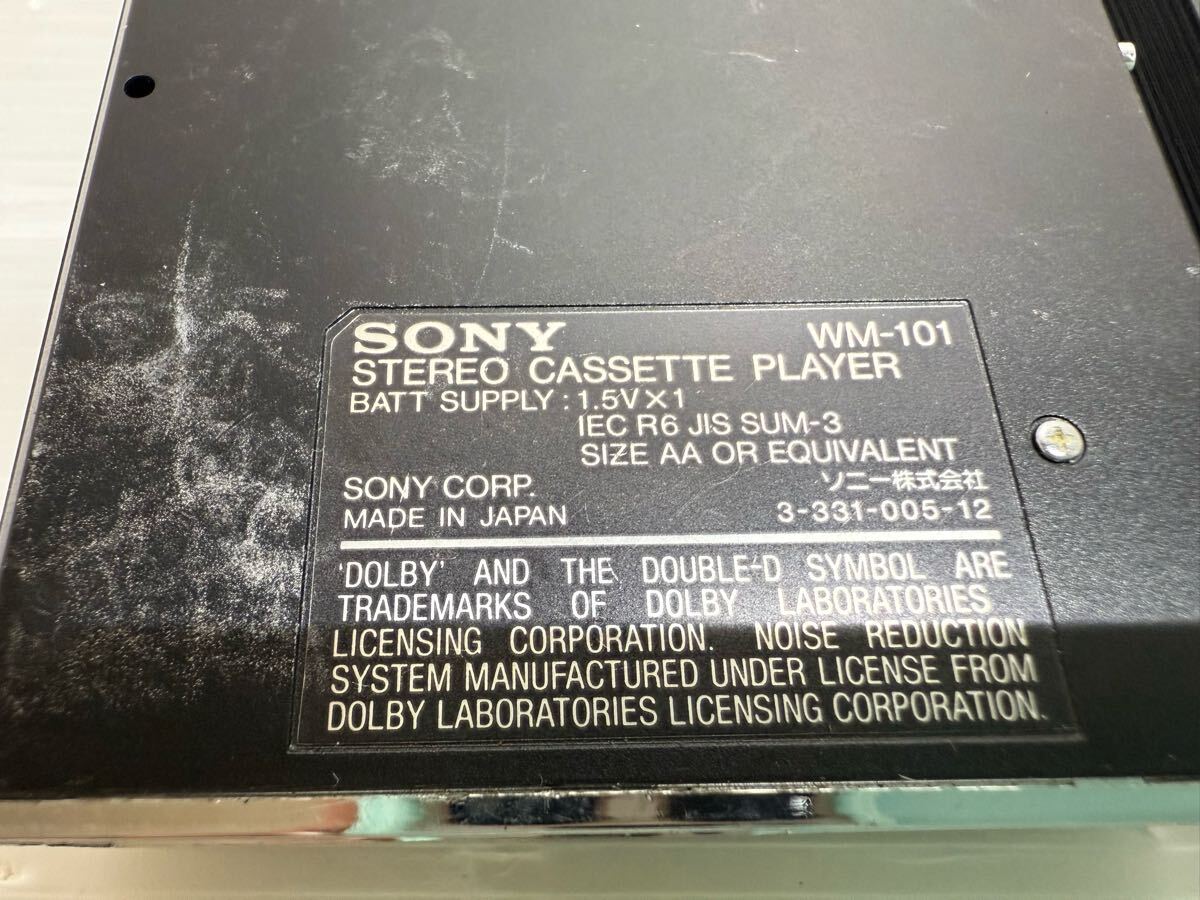 SONY WM-101
STEREO CASSETTE PLAYER
BATT SUPPLY : 1.5V×1
IEC R6 JIS SUM-3
SIZE AA OR EQUIVALENT
SONY CORP. ソニー株式会社
MADE IN JAPAN 3-331-005-12
'DOLBY' AND THE DOUBLE-D SYMBOL ARE
TRADEMARKS OF DOLBY LABORATORIES
LICENSING CORPORATION. NOISE REDUCTION
SYSTEM MANUFACTURED UNDER LICENSE FROM
DOLBY LABORATORIES LICENSING CORPORATION.